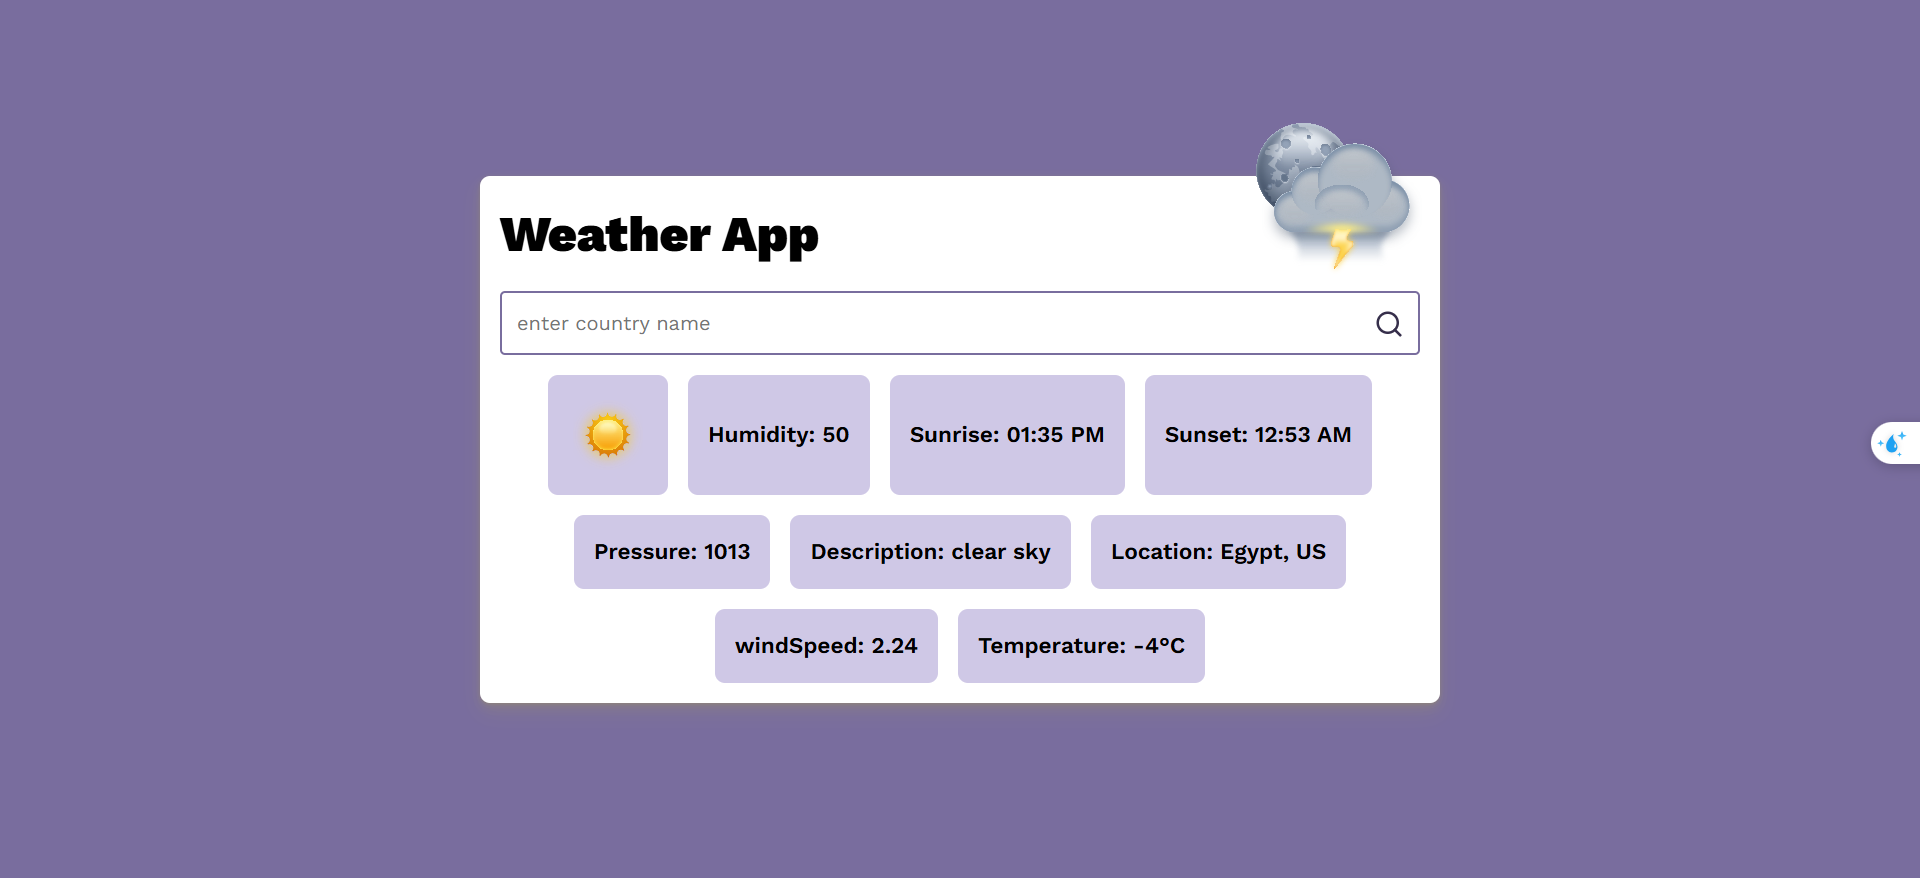 Weather App
enter country name
Humidity: 50
Sunrise: 01:35 PM
Sunset: 12:53 AM
Pressure: 1013
Description: clear sky
Location: Egypt, US
windSpeed: 2.24
Temperature: -4°C